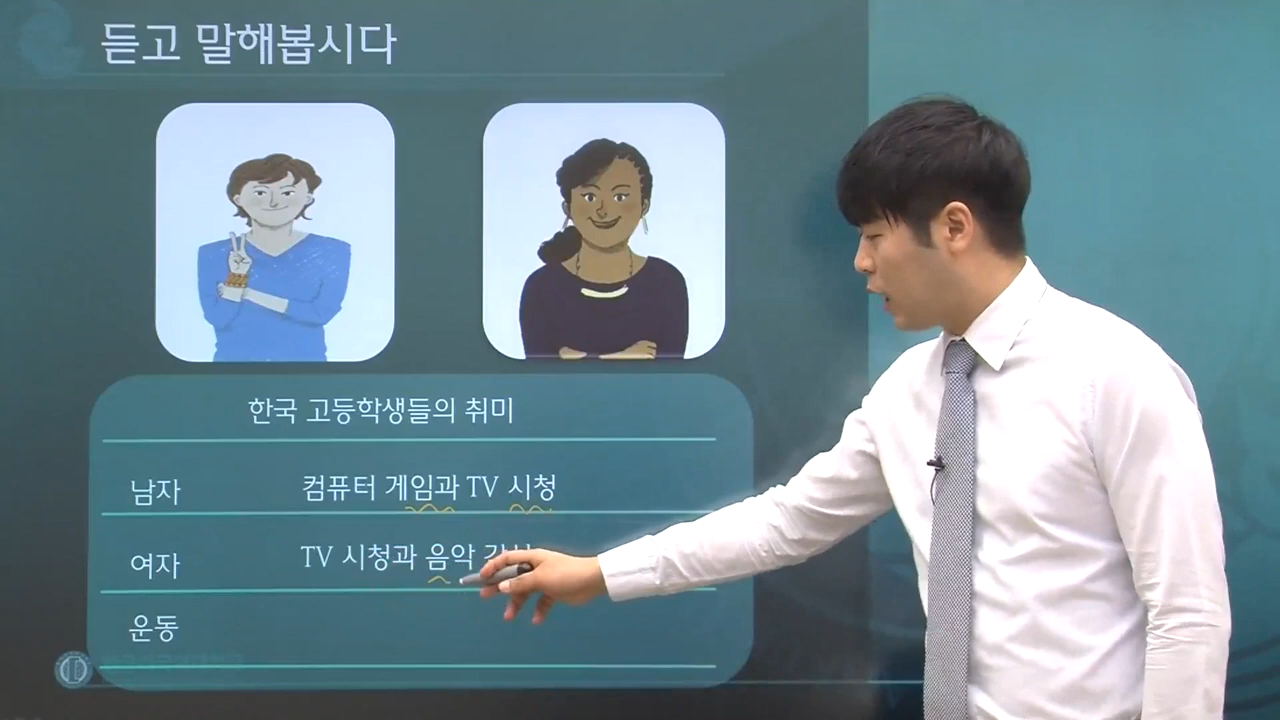 듣고 말해봅시다
한국 고등학생들의 취미
남자 컴퓨터 게임과 TV 시청
여자 TV 시청과 음악
운동